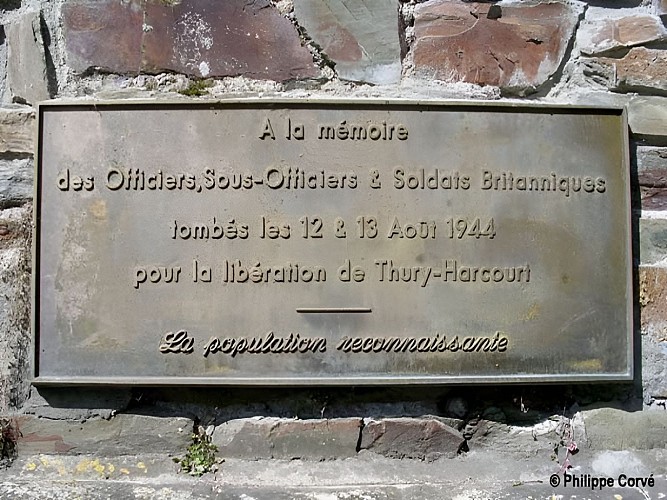 A la mémoire
des Officiers, Sous-Officiers & Soldats Britanniques
tombés les 12 & 13 Août 1944
pour la libération de Thury-Harcourt
La population reconnaissante
© Philippe Corvé